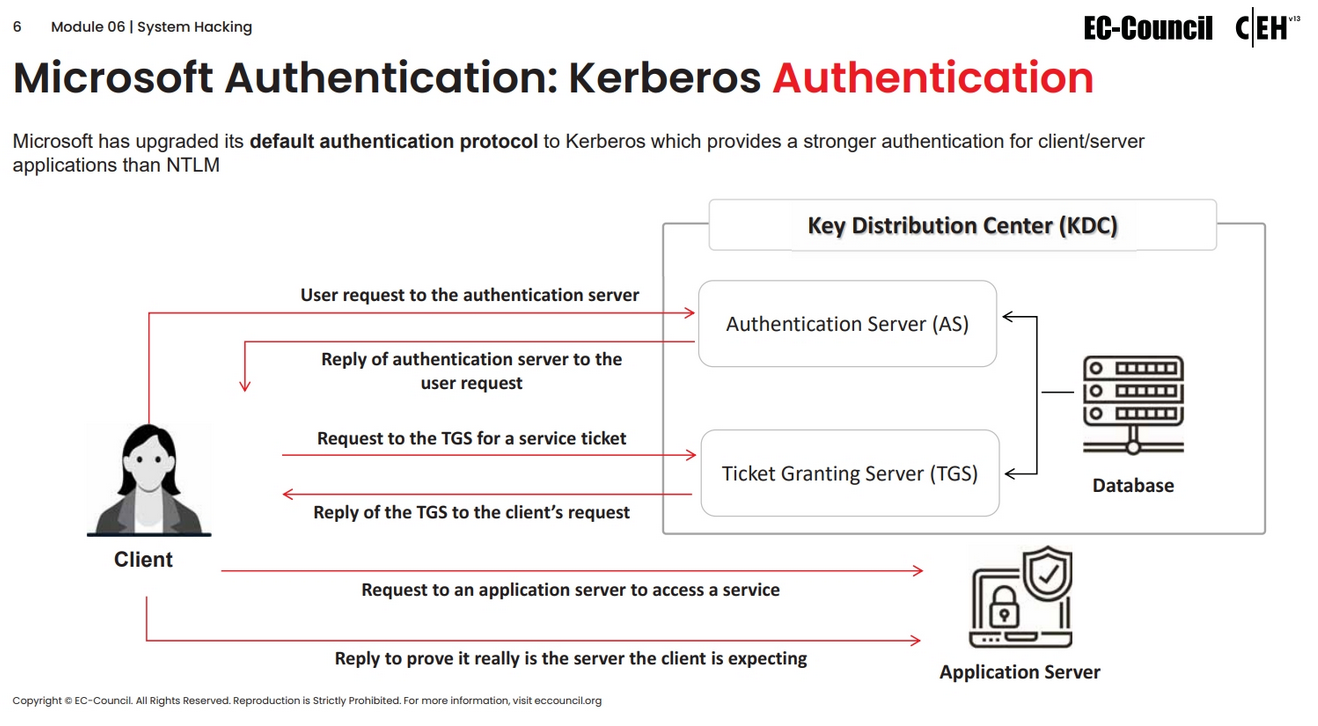 6 Module 06 | System Hacking
EC-Council C|EH v13
Microsoft Authentication: Kerberos Authentication
Microsoft has upgraded its default authentication protocol to Kerberos which provides a stronger authentication for client/server
applications than NTLM
Key Distribution Center (KDC)
User request to the authentication server
Authentication Server (AS)
Reply of authentication server to the
user request
Request to the TGS for a service ticket
Ticket Granting Server (TGS)
Database
Reply of the TGS to the client’s request
Client
Request to an application server to access a service
Reply to prove it really is the server the client is expecting
Application Server
Copyright © EC-Council. All Rights Reserved. Reproduction is Strictly Prohibited. For more information, visit eccouncil.org